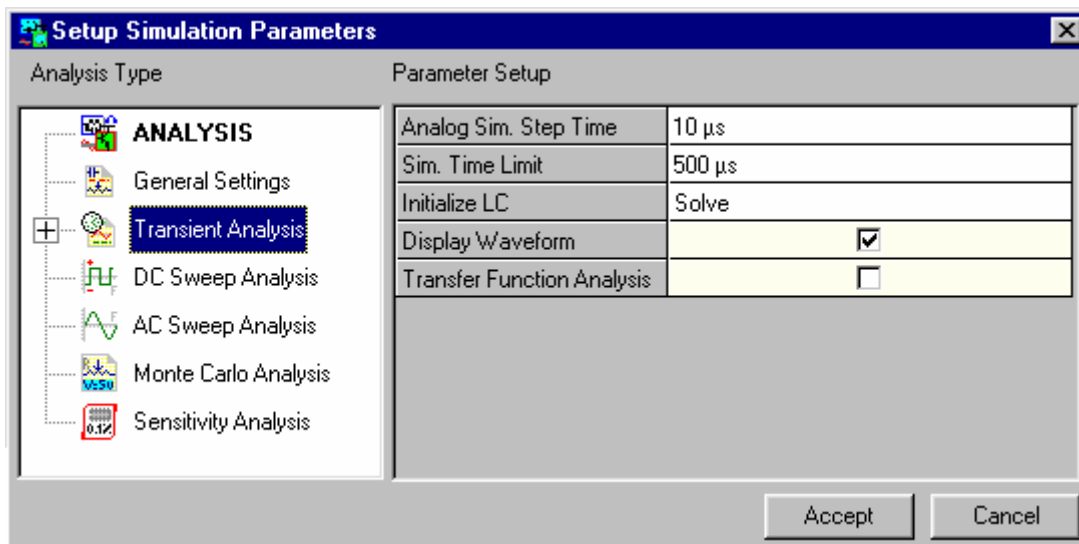 Setup Simulation Parameters
Analysis Type
ANALYSIS
General Settings
Transient Analysis
DC Sweep Analysis
AC Sweep Analysis
Monte Carlo Analysis
Sensitivity Analysis
Parameter Setup
Analog Sim. Step Time 10 µs
Sim. Time Limit 500 µs
Initialize LC Solve
Display Waveform
Transfer Function Analysis
Accept Cancel